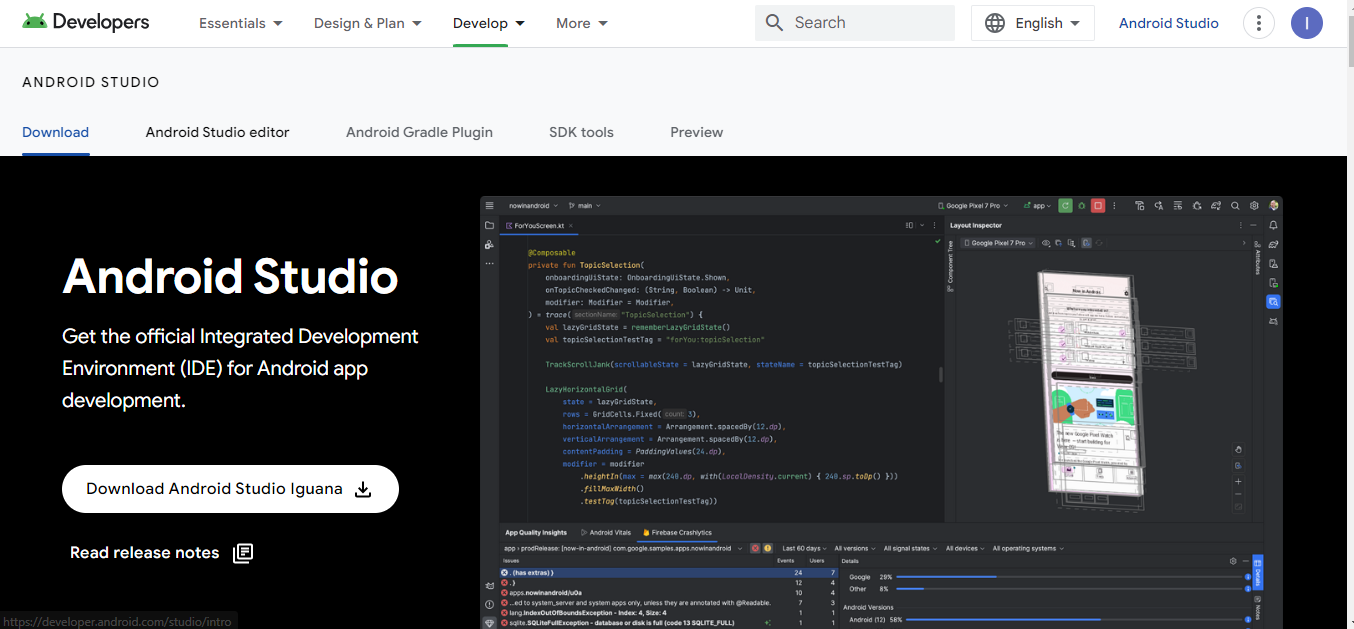 Developers
Essentials
Design & Plan
Develop
More
Search
English
Android Studio
I
ANDROID STUDIO
Download
Android Studio editor
Android Gradle Plugin
SDK tools
Preview
Android Studio
Get the official Integrated Development
Environment (IDE) for Android app
development.
Download Android Studio Iguana
Read release notes
https://developer.android.com/studio/intro
nowinandroid
main
Google Pixel 7 Pro
app
ForYouScreen.kt
@Composable
private fun TopicSelection(
onboardingUiState: OnboardingUiState.Shown,
onTopicCheckedChanged: (String, Boolean) -> Unit,
modifier: Modifier = Modifier,
) = trace( sectionName: "TopicSelection") {
val lazyGridState = rememberLazyGridState()
val topicSelectionTestTag = "forYou:topicSelection"
TrackScrollJank(scrollableState = lazyGridState, stateName = topicSelectionTestTag)
LazyHorizontalGrid(
state = lazyGridState,
rows = GridCells.Fixed( count: 3),
horizontalArrangement = Arrangement.spacedBy(12.dp),
verticalArrangement = Arrangement.spacedBy(12.dp),
contentPadding = PaddingValues(24.dp),
modifier = modifier
.heightIn(max = max(240.dp, with(LocalDensity.current) { 240.sp.toDp() }))
.fillMaxWidth()
.testTag(topicSelectionTestTag))
Layout Inspector
Google Pixel 7 Pro
Component Tree
Attributes
App Quality Insights
Android Vitals
Firebase Crashlytics
app › prodRelease: [now-in-android] com.google.samples.apps.nowinandroid
Last 60 days
All versions
All signal states
All devices
All operating systems
Issues
Events
Users
Details
.(has extras) }
24
7
.}
12
4
apps.nowinandroid/u0a
10
4
...ed to system_server and system apps only, unless they are annotated with @Readable.
7
3
lang.IndexOutOfBoundsException - Index: 4, Size: 4
1
1
sqlite.SQLiteFullException - database or disk is full (code 13 SQLITE_FULL)
1
1
Google 29%
Other 8%
Android Versions
Android (12) 58%
Details
Notes